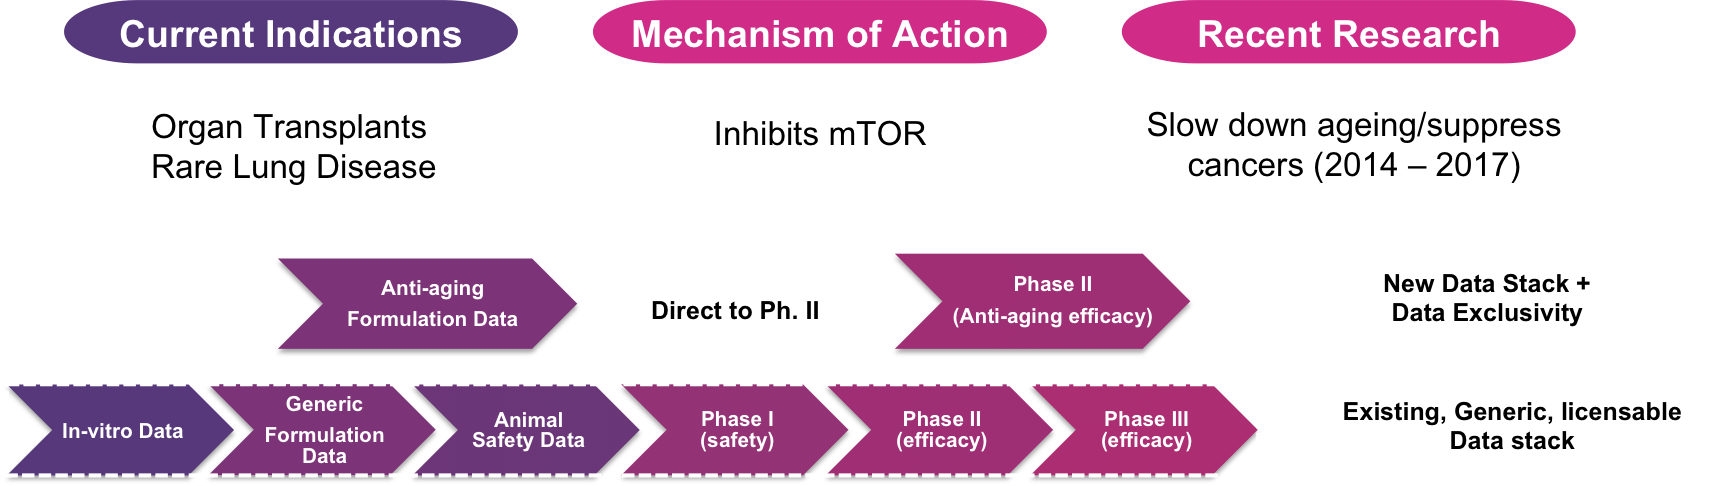 Current Indications
Mechanism of Action
Recent Research
Organ Transplants
Rare Lung Disease
Inhibits mTOR
Slow down ageing/suppress
cancers (2014 – 2017)
Anti-aging
Formulation Data
Direct to Ph. II
Phase II
(Anti-aging efficacy)
New Data Stack +
Data Exclusivity
In-vitro Data
Generic
Formulation
Data
Animal
Safety Data
Phase I
(safety)
Phase II
(efficacy)
Phase III
(efficacy)
Existing, Generic, licensable
Data stack